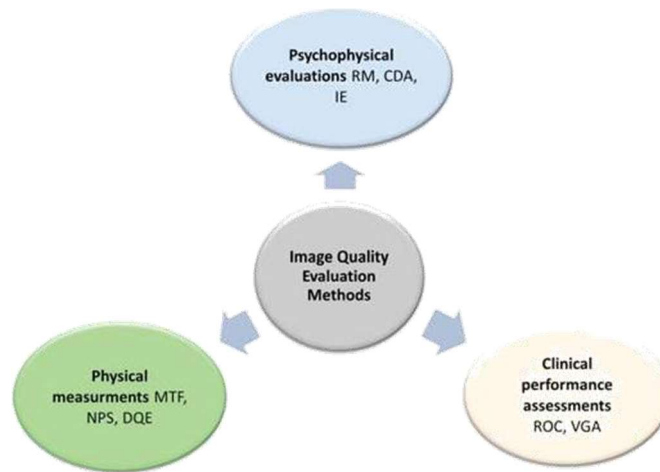 Psychophysical
evaluations RM, CDA,
IE
Image Quality
Evaluation
Methods
Physical
measurments MTF,
NPS, DQE
Clinical
performance
assessments
ROC, VGA